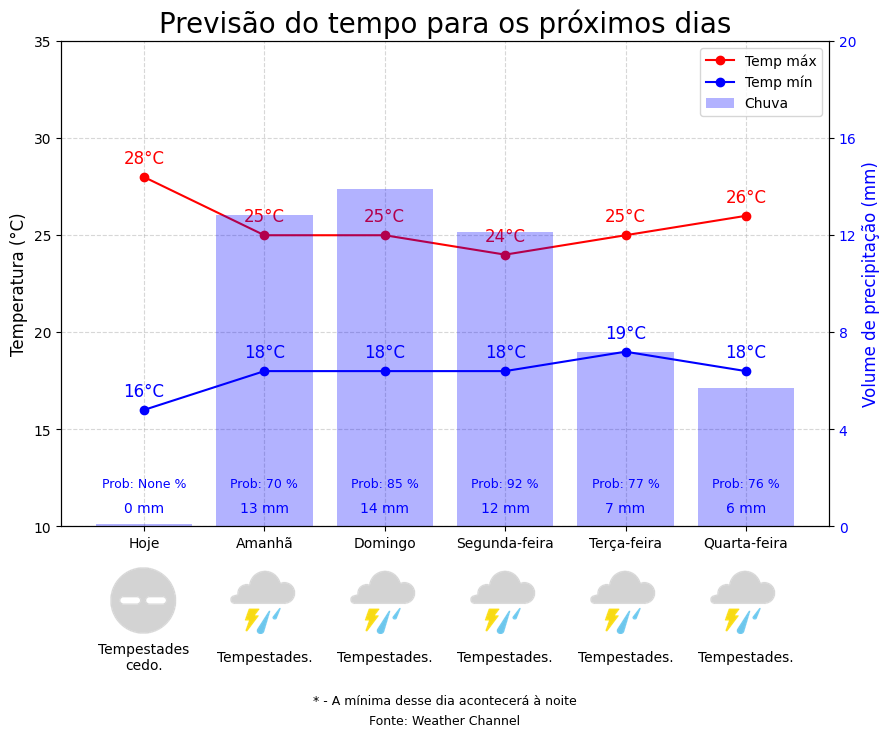 Previsão do tempo para os próximos dias
Temperatura (°C)
35
30
25
20
15
10
Volume de precipitação (mm)
20
16
12
8
4
0
Temp máx
Temp mín
Chuva
28°C
25°C
25°C
24°C
25°C
26°C
16°C
18°C
18°C
18°C
19°C
18°C
Prob: None %
Prob: 70 %
Prob: 85 %
Prob: 92 %
Prob: 77 %
Prob: 76 %
0 mm
13 mm
14 mm
12 mm
7 mm
6 mm
Hoje
Amanhã
Domingo
Segunda-feira
Terça-feira
Quarta-feira
Tempestades
cedo.
Tempestades.
Tempestades.
Tempestades.
Tempestades.
Tempestades.
* - A mínima desse dia acontecerá à noite
Fonte: Weather Channel